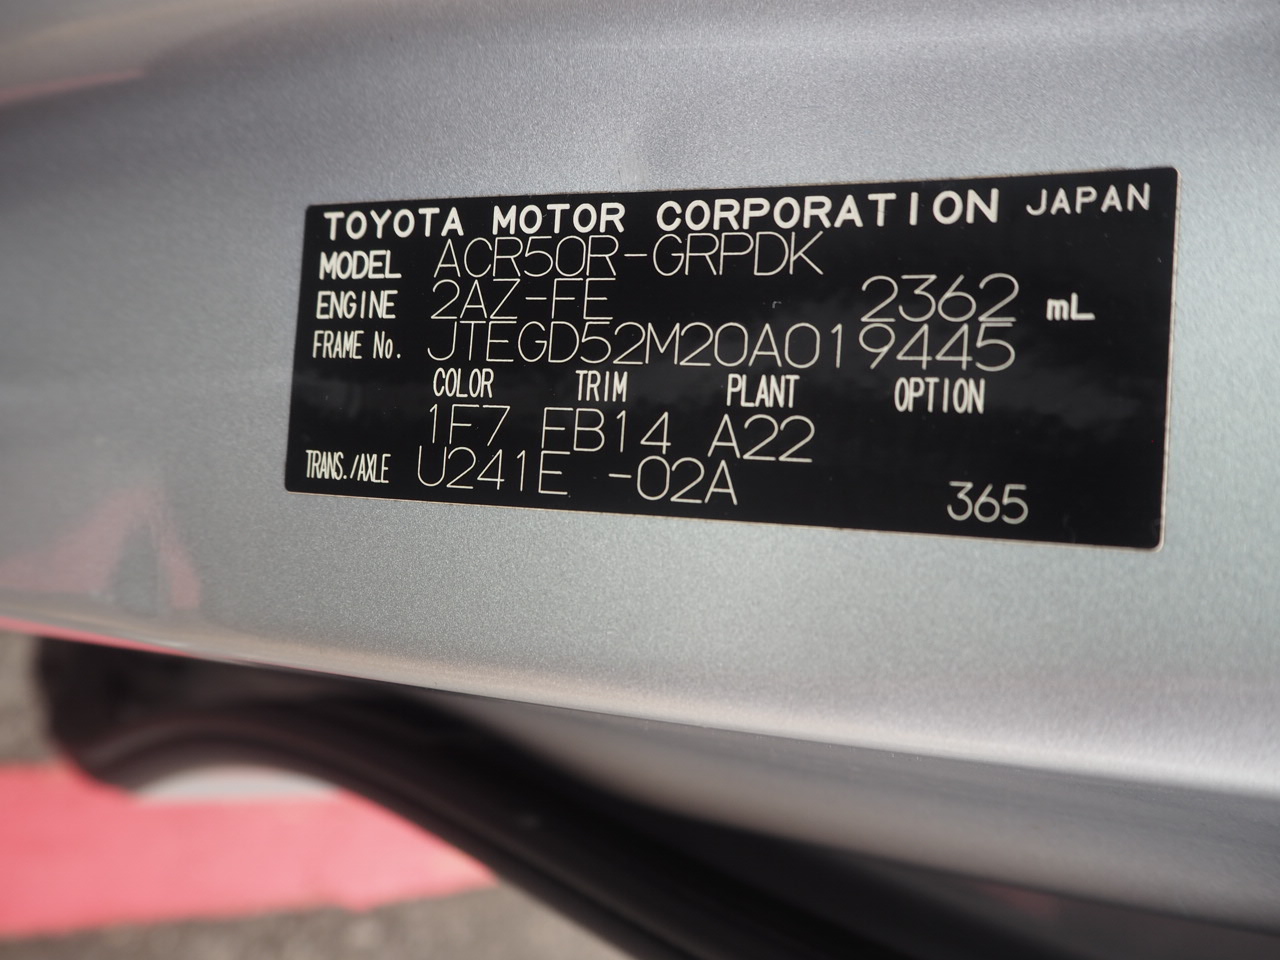 TOYOTA MOTOR CORPORATION JAPAN
MODEL ACR50R-GRPDK
ENGINE 2AZ-FE 2362 mL
FRAME No. JTEGD52M20A019445
COLOR TRIM PLANT OPTION
1F7 FB14 A22
TRANS./AXLE U241E -02A
365